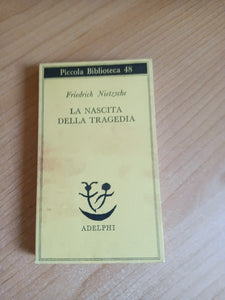 Piccola Biblioteca 48
Friedrich Nietzsche
LA NASCITA
DELLA TRAGEDIA
ADELPHI